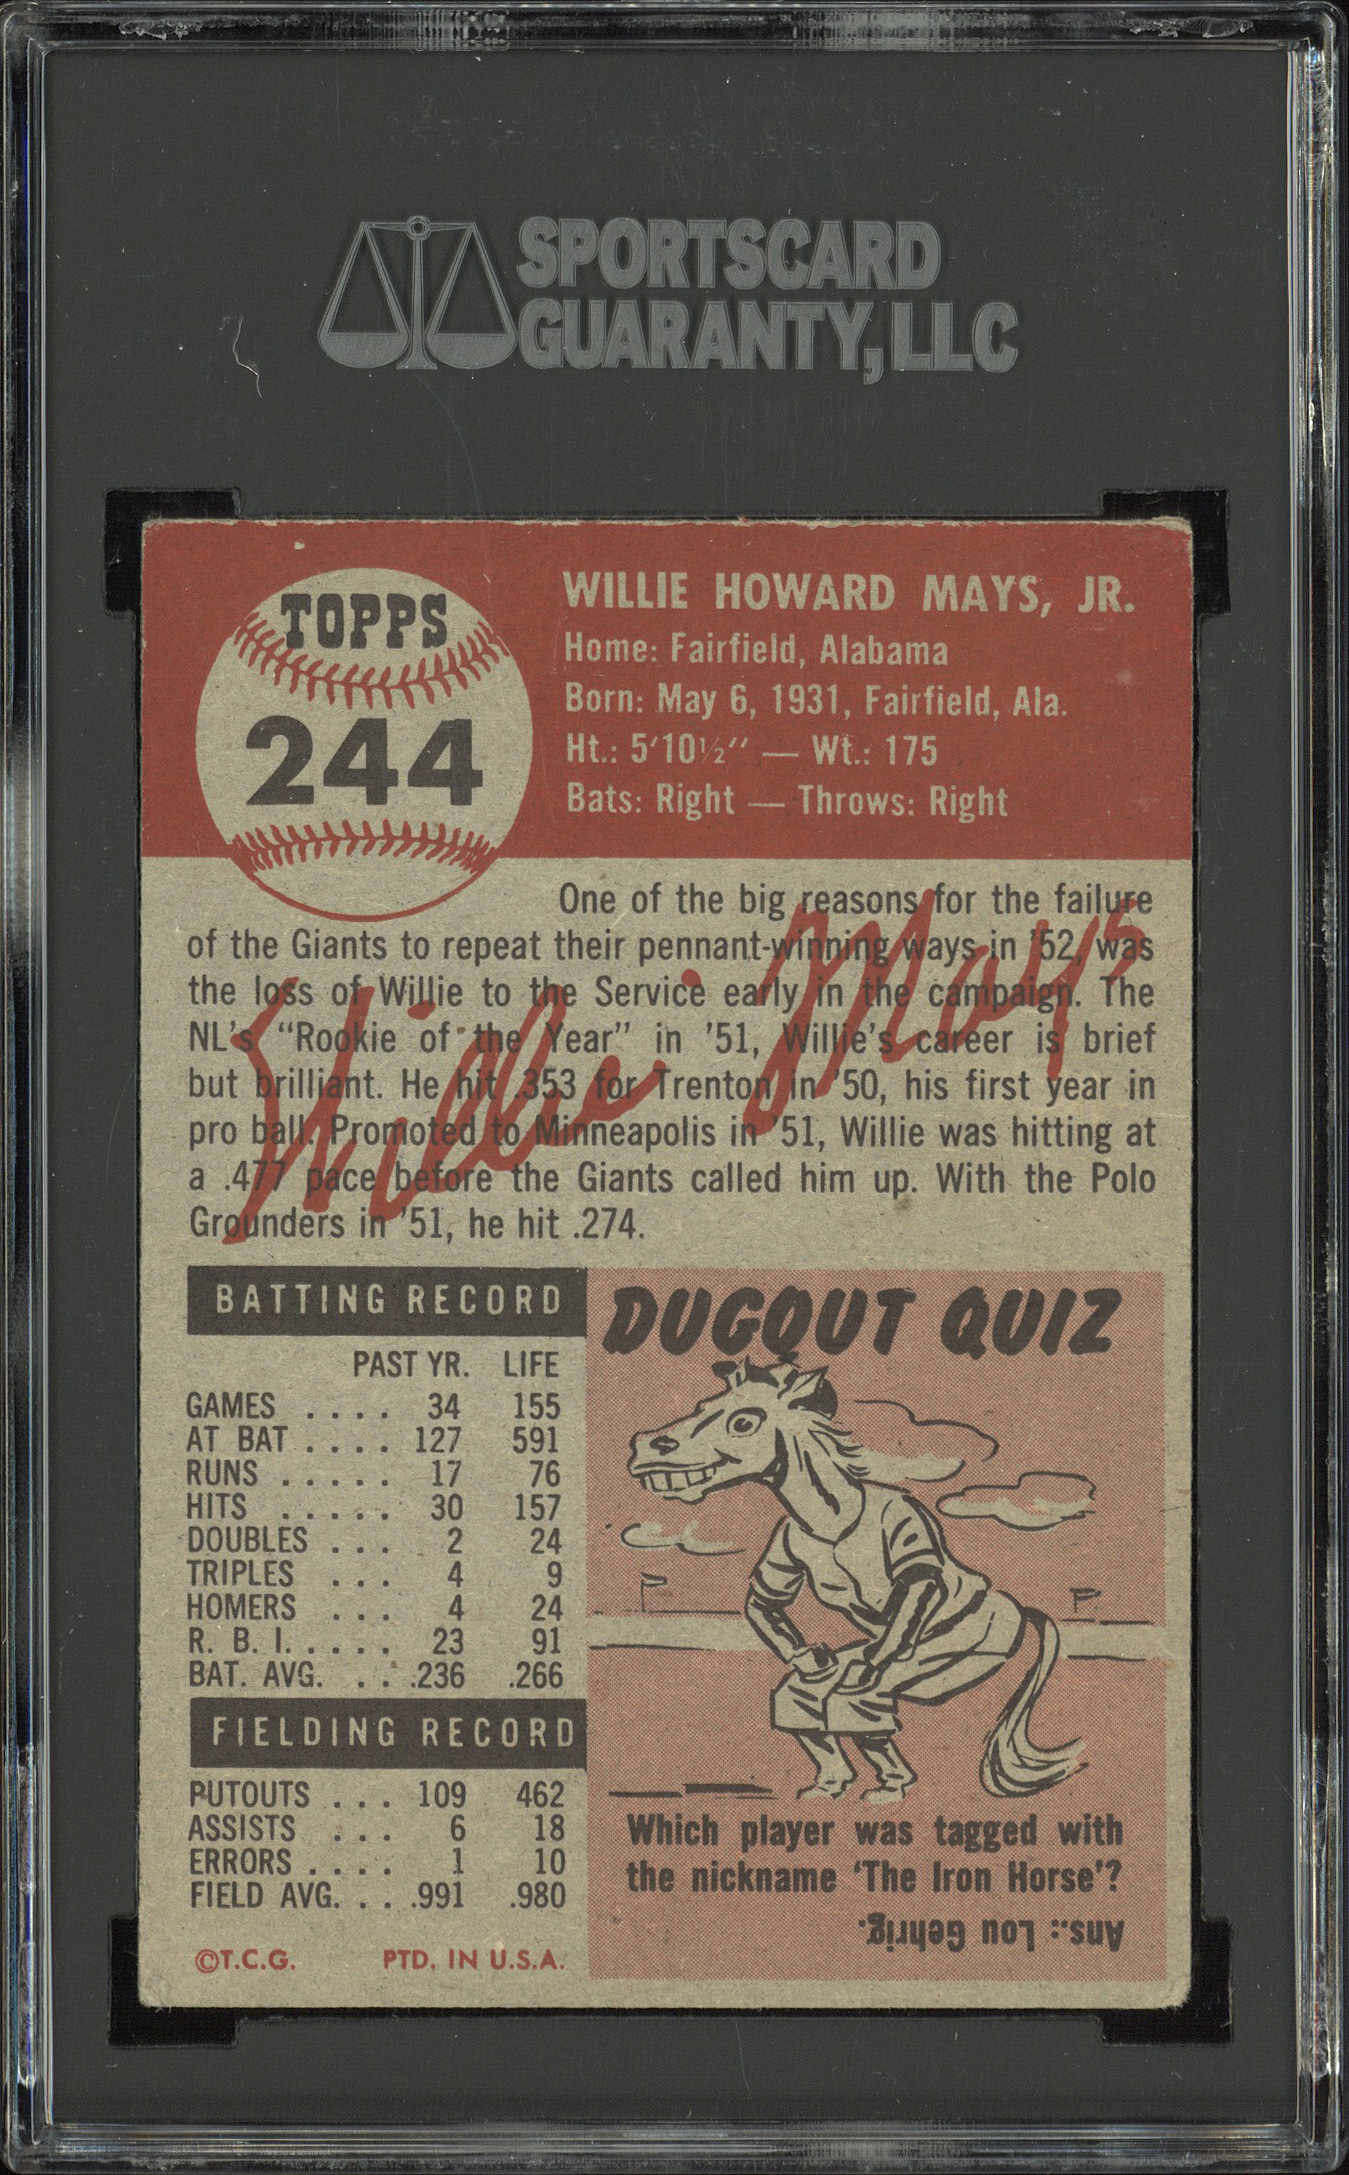 SPORTSCARD
GUARANTY, LLC
TOPPS
244
WILLIE HOWARD MAYS, JR.
Home: Fairfield, Alabama
Born: May 6, 1931, Fairfield, Ala.
Ht.: 5'10½" — Wt.: 175
Bats: Right — Throws: Right
One of the big reasons for the failure
of the Giants to repeat their pennant-winning ways in '52, was
the loss of Willie to the Service early in the campaign. The
NL's "Rookie of the Year" in '51, Willie's career is brief
but brilliant. He hit .353 for Trenton in '50, his first year in
pro ball. Promoted to Minneapolis in '51, Willie was hitting at
a .477 pace before the Giants called him up. With the Polo
Grounders in '51, he hit .274.
Willie Mays
BATTING RECORD
PAST YR. LIFE
GAMES . . . . 34 155
AT BAT . . . . 127 591
RUNS . . . . . 17 76
HITS . . . . . 30 157
DOUBLES . . . 2 24
TRIPLES . . . 4 9
HOMERS . . . 4 24
R. B. I. . . . . 23 91
BAT. AVG. . . .236 .266
FIELDING RECORD
PUTOUTS . . . 109 462
ASSISTS . . . 6 18
ERRORS . . . . 1 10
FIELD AVG. . . .991 .980
©T.C.G. PTD. IN U.S.A.
DUGOUT QUIZ
Which player was tagged with
the nickname 'The Iron Horse'?
Ans.: Lou Gehrig.